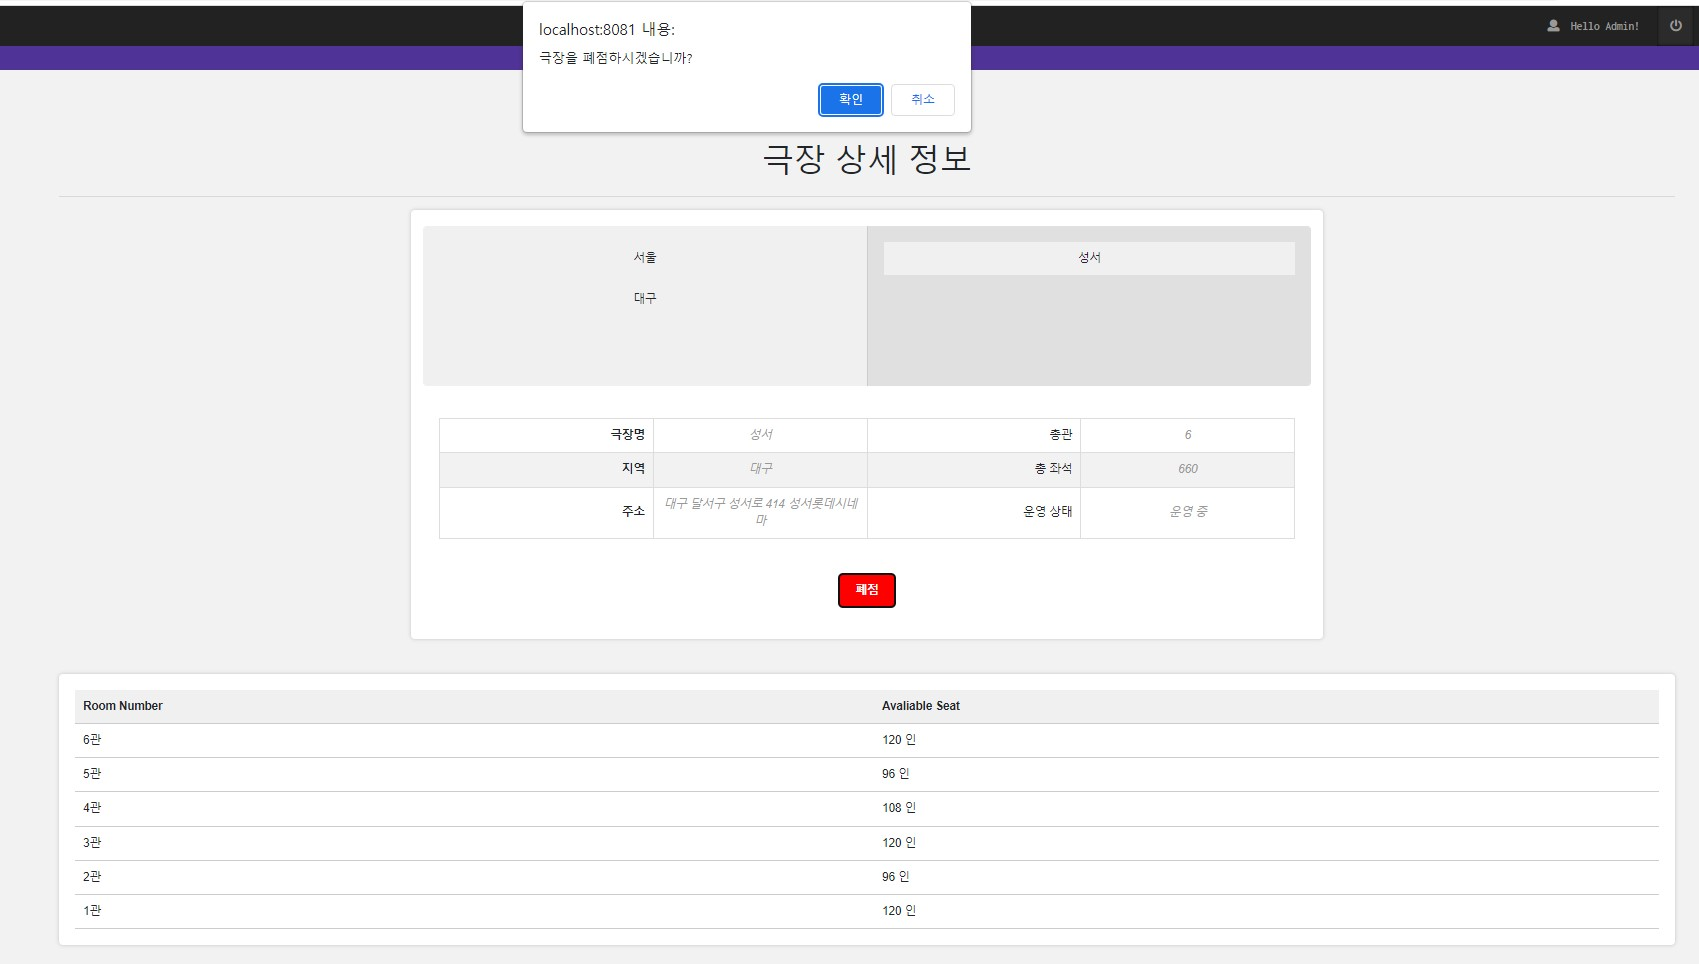 localhost:8081 내용:
극장을 폐점하시겠습니까?
확인 취소
Hello Admin!
극장 상세 정보
서울 성서
대구
극장명 성서 총관 6
지역 대구 총 좌석 660
주소 대구 달서구 성서로 414 성서롯데시네
마 운영 상태 운영 중
폐점
Room Number Avaliable Seat
6관 120 인
5관 96 인
4관 108 인
3관 120 인
2관 96 인
1관 120 인